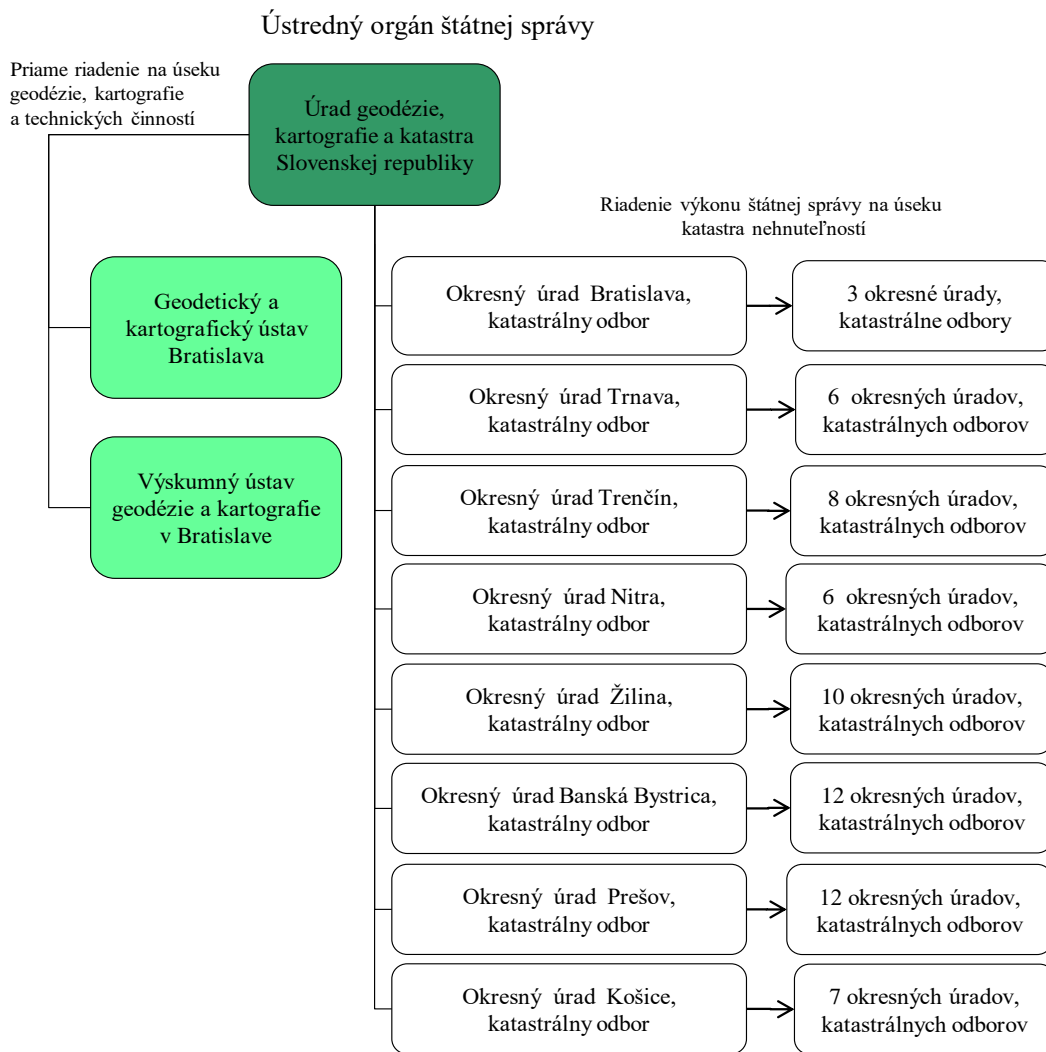 Ústredný orgán štátnej správy
Priame riadenie na úseku
geodézie, kartografie
a technických činností
Úrad geodézie,
kartografie a katastra
Slovenskej republiky
Riadenie výkonu štátnej správy na úseku
katastra nehnuteľností
Geodetický a
kartografický ústav
Bratislava
Výskumný ústav
geodézie a kartografie
v Bratislave
Okresný úrad Bratislava,
katastrálny odbor
3 okresné úrady,
katastrálne odbory
Okresný úrad Trnava,
katastrálny odbor
6 okresných úradov,
katastrálnych odborov
Okresný úrad Trenčín,
katastrálny odbor
8 okresných úradov,
katastrálnych odborov
Okresný úrad Nitra,
katastrálny odbor
6 okresných úradov,
katastrálnych odborov
Okresný úrad Žilina,
katastrálny odbor
10 okresných úradov,
katastrálnych odborov
Okresný úrad Banská Bystrica,
katastrálny odbor
12 okresných úradov,
katastrálnych odborov
Okresný úrad Prešov,
katastrálny odbor
12 okresných úradov,
katastrálnych odborov
Okresný úrad Košice,
katastrálny odbor
7 okresných úradov,
katastrálnych odborov